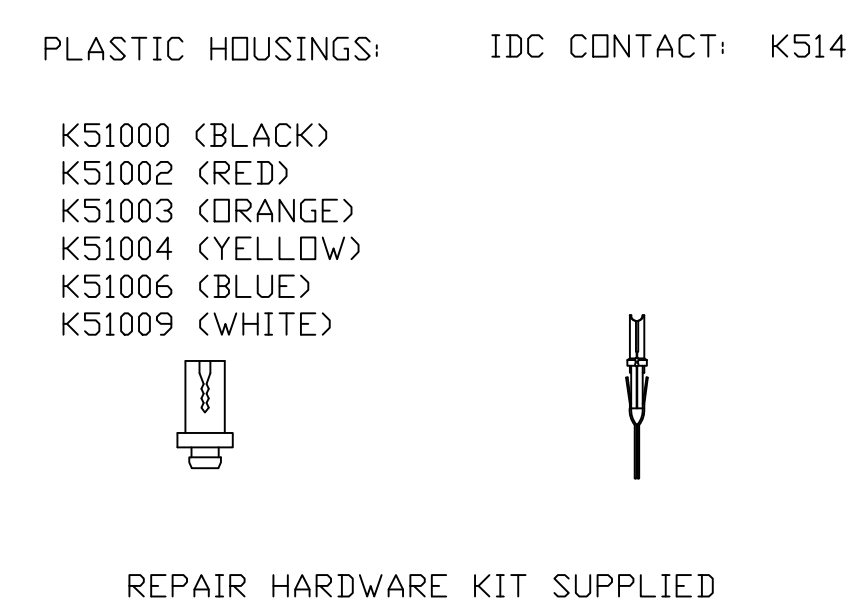 PLASTIC HOUSINGS:
IDC CONTACT: K514
K51000 (BLACK)
K51002 (RED)
K51003 (ORANGE)
K51004 (YELLOW)
K51006 (BLUE)
K51009 (WHITE)
REPAIR HARDWARE KIT SUPPLIED